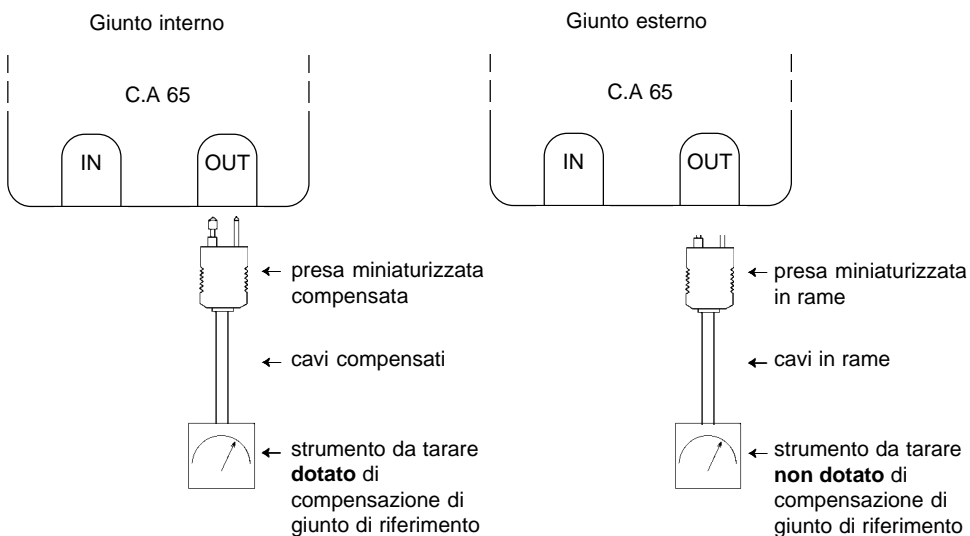 Giunto interno
C.A 65
IN
OUT
presa miniaturizzata
compensata
cavi compensati
strumento da tarare
dotato di
compensazione di
giunto di riferimento
Giunto esterno
C.A 65
IN
OUT
presa miniaturizzata
in rame
cavi in rame
strumento da tarare
non dotato di
compensazione di
giunto di riferimento